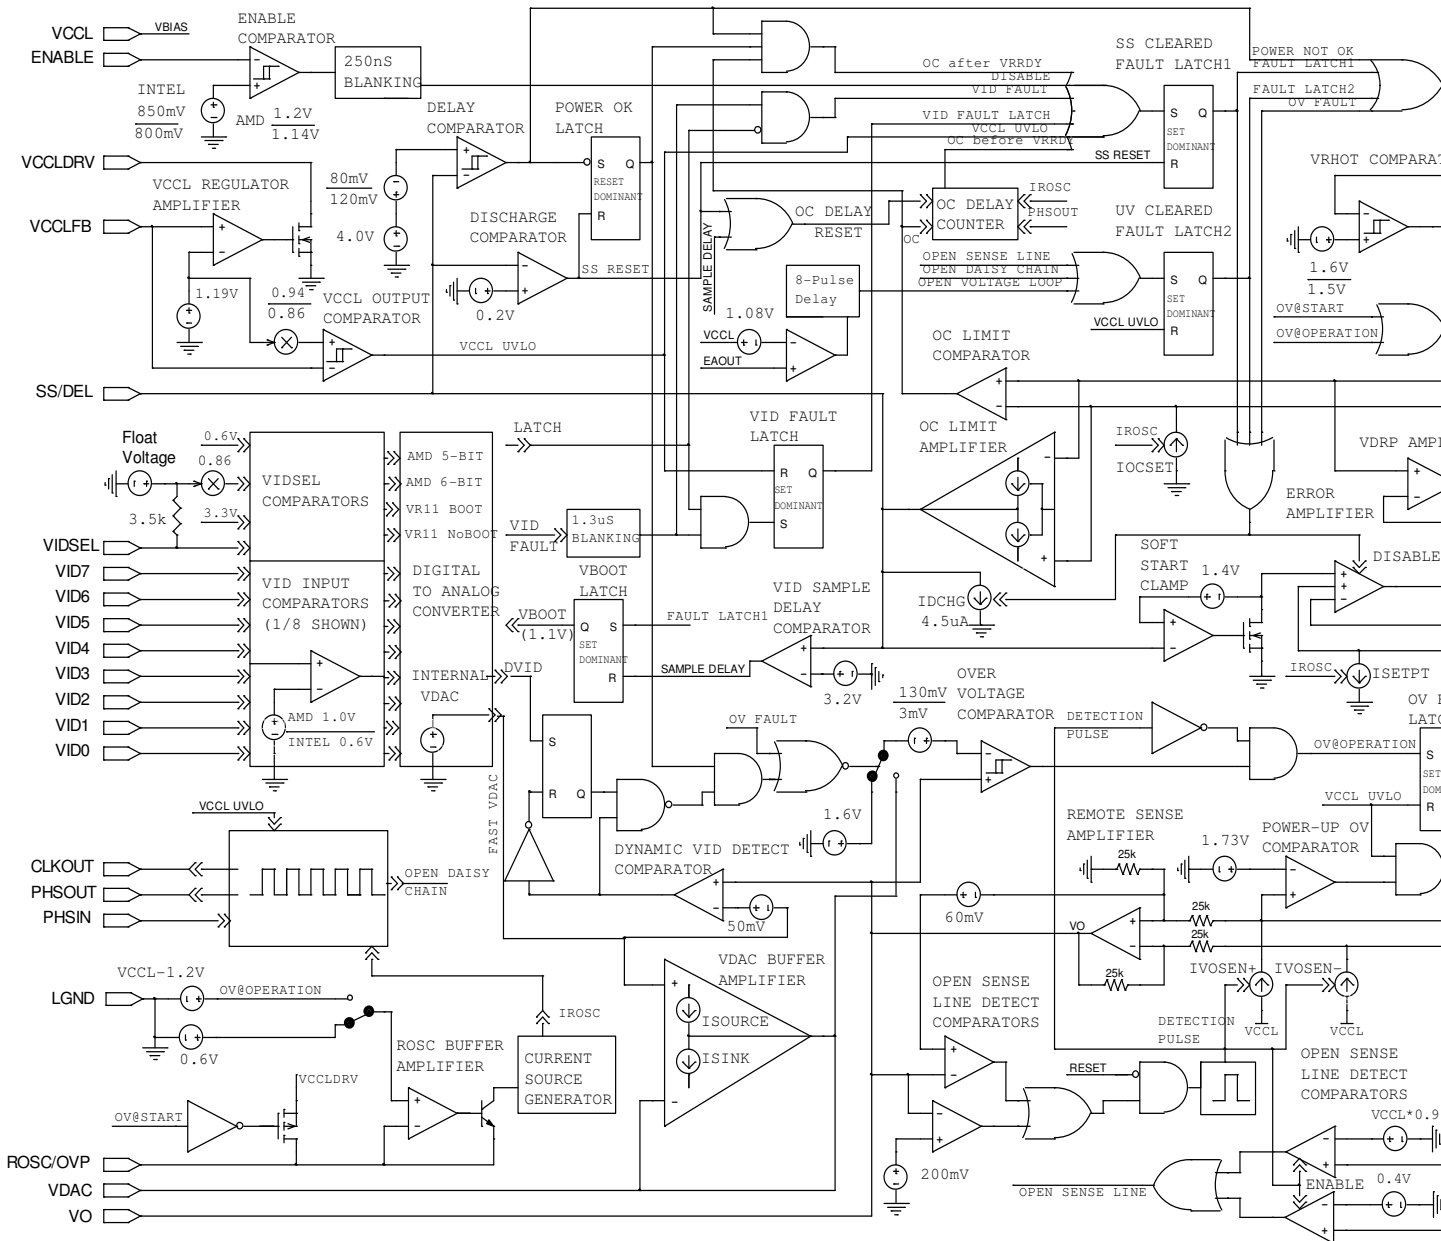 VCCL
VBIAS
ENABLE
ENABLE
COMPARATOR
250nS
BLANKING
INTEL
850mV
800mV
AMD
1.2V
1.14V
DELAY
COMPARATOR
POWER OK
LATCH
S Q
RESET
DOMINANT
R
OC after VRRDY
DISABLE
VID FAULT
VID FAULT LATCH
VCCL UVLO
OC before VRRDY
SS CLEARED
FAULT LATCH1
S Q
SET
DOMINANT
R
SS RESET
POWER NOT OK
FAULT LATCH1
FAULT LATCH2
OV FAULT
VCCLDRV
VCCL REGULATOR
AMPLIFIER
80mV
120mV
4.0V
VCCLFB
1.19V
0.94
0.86
VCCL OUTPUT
COMPARATOR
DISCHARGE
COMPARATOR
0.2V
SS RESET
VCCL UVLO
SAMPLE DELAY
OC DELAY
RESET
OC
OC DELAY
COUNTER
IROSC
PHSOUT
UV CLEARED
FAULT LATCH2
OPEN SENSE LINE
OPEN DAISY CHAIN
OPEN VOLTAGE LOOP
S Q
SET
DOMINANT
R
VCCL UVLO
8-Pulse
Delay
1.08V
VCCL
EAOUT
VRHOT COMPARAT
1.6V
1.5V
OV@START
OV@OPERATION
SS/DEL
OC LIMIT
COMPARATOR
Float
Voltage
0.6V
0.86
3.5k
3.3V
VIDSEL
COMPARATORS
AMD 5-BIT
AMD 6-BIT
VR11 BOOT
VR11 NoBOOT
LATCH
VID
FAULT
1.3uS
BLANKING
VID FAULT
LATCH
R Q
SET
DOMINANT
S
OC LIMIT
AMPLIFIER
IROSC
IOCSET
VDRP AMPL
ERROR
AMPLIFIER
VIDSEL
VID7
VID6
VID5
VID4
VID3
VID2
VID1
VID0
VID INPUT
COMPARATORS
(1/8 SHOWN)
AMD 1.0V
INTEL 0.6V
DIGITAL
TO ANALOG
CONVERTER
INTERNAL
VDAC
VBOOT
LATCH
VBOOT
(1.1V)
Q S
SET
DOMINANT
R
FAULT LATCH1
SAMPLE DELAY
VID SAMPLE
DELAY
COMPARATOR
3.2V
IDCHG
4.5uA
SOFT
START
CLAMP
1.4V
DISABLE
IROSC
ISETPT
DVID
S
R Q
FAST VDAC
OV FAULT
130mV
3mV
OVER
VOLTAGE
COMPARATOR
1.6V
DETECTION
PULSE
OV@OPERATION
S
R
VCCL UVLO
VCCL UVLO
CLKOUT
PHSOUT
PHSIN
OPEN DAISY
CHAIN
DYNAMIC VID DETECT
COMPARATOR
50mV
REMOTE SENSE
AMPLIFIER
25k
25k
25k
25k
VO
60mV
POWER-UP OV
COMPARATOR
1.73V
IVOSEN+
IVOSEN-
VCCL
VCCL
LGND
VCCL-1.2V
OV@OPERATION
0.6V
IROSC
ROSC BUFFER
AMPLIFIER
CURRENT
SOURCE
GENERATOR
VCCLDRV
OV@START
VDAC BUFFER
AMPLIFIER
ISOURCE
ISINK
OPEN SENSE
LINE DETECT
COMPARATORS
200mV
RESET
DETECTION
PULSE
OPEN SENSE
LINE DETECT
COMPARATORS
VCCL*0.9
ENABLE
0.4V
OPEN SENSE LINE
ROSC/OVP
VDAC
VO